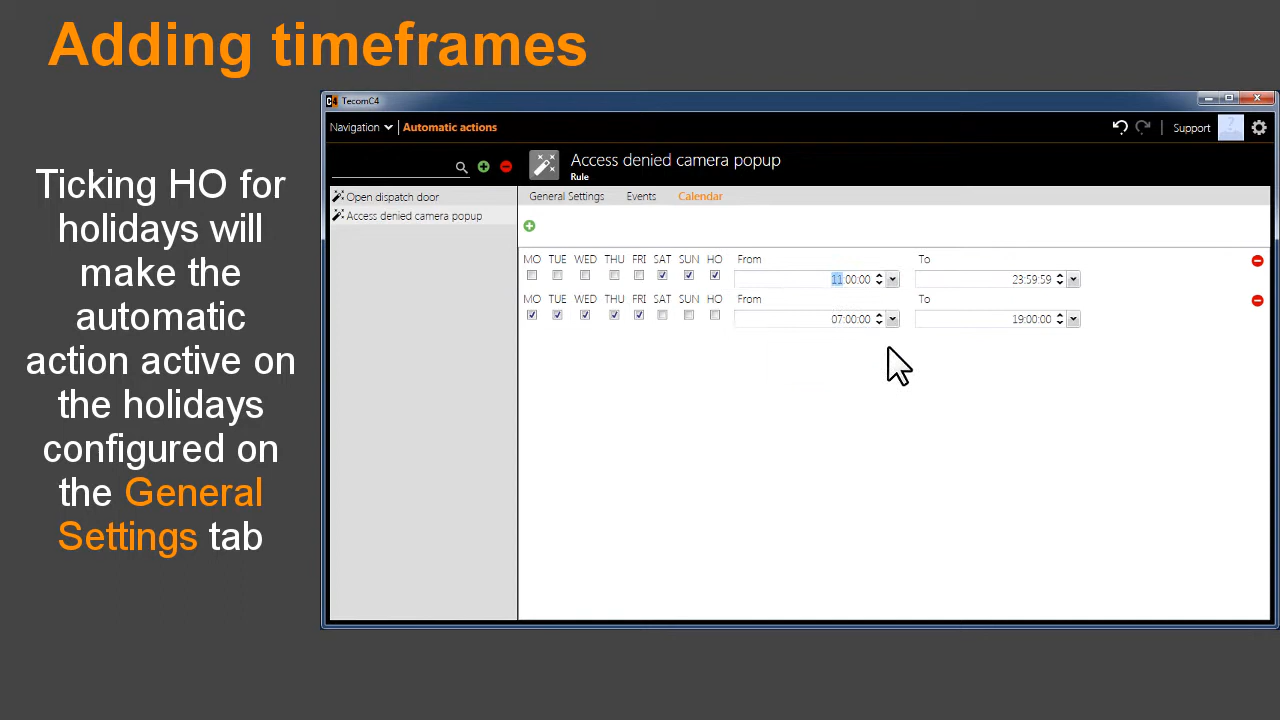 Adding timeframes
Ticking HO for
holidays will
make the
automatic
action active on
the holidays
configured on
the General
Settings tab
C4 TecomC4
Navigation Automatic actions
Support ?
Access denied camera popup
Rule
Open dispatch door
Access denied camera popup
General Settings Events Calendar
MO TUE WED THU FRI SAT SUN HO From To
11:00:00 23:59:59
MO TUE WED THU FRI SAT SUN HO From To
07:00:00 19:00:00